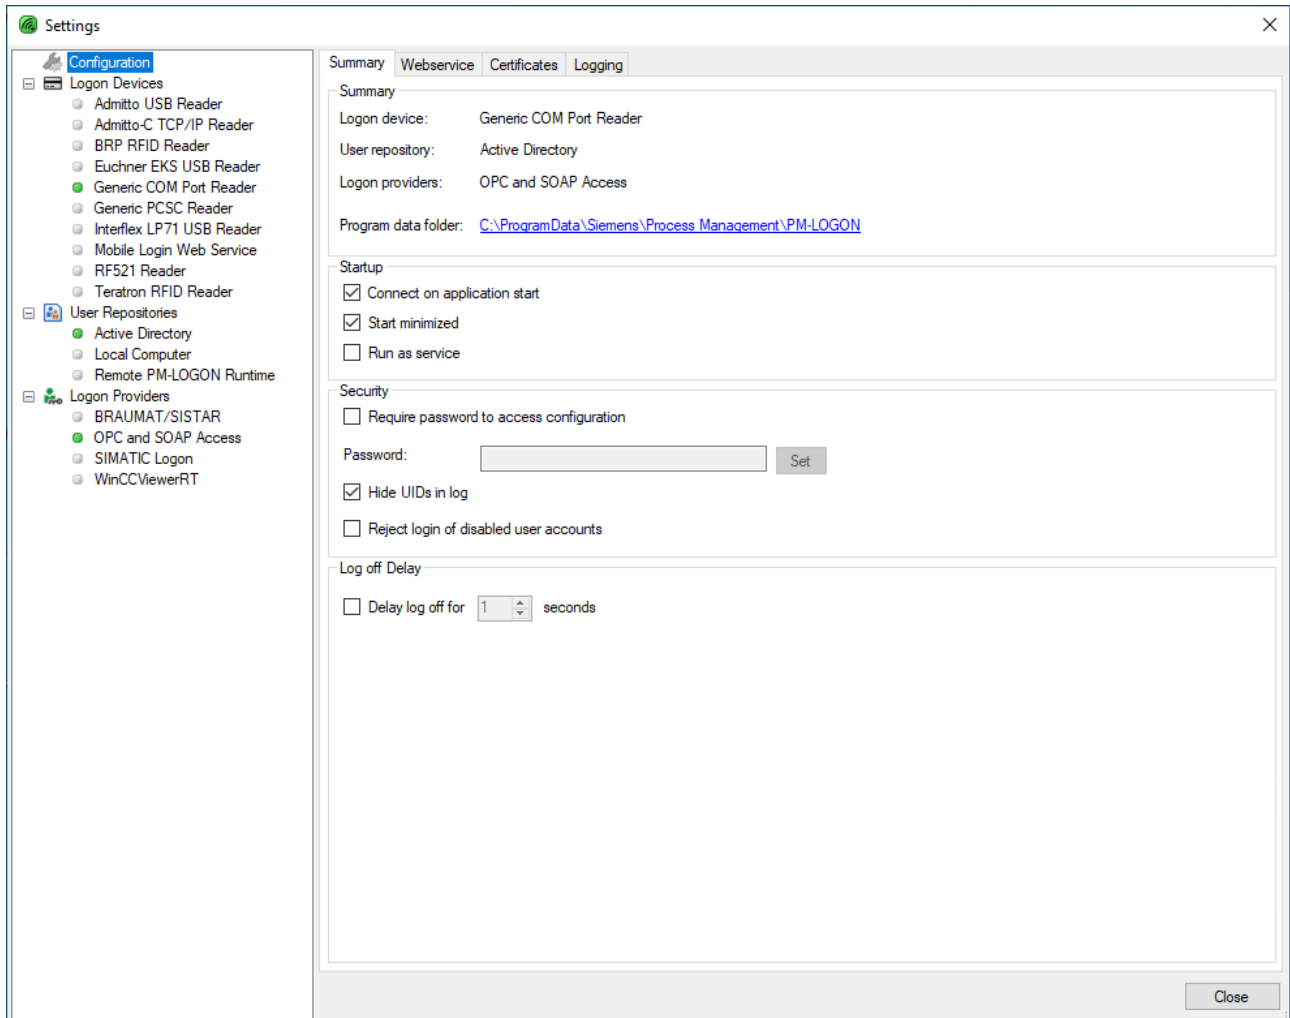 Settings
Configuration
Logon Devices
Admitto USB Reader
Admitto-C TCP/IP Reader
BRP RFID Reader
Euchner EKS USB Reader
Generic COM Port Reader
Generic PCSC Reader
Interflex LP71 USB Reader
Mobile Login Web Service
RF521 Reader
Teratron RFID Reader
User Repositories
Active Directory
Local Computer
Remote PM-LOGON Runtime
Logon Providers
BRAUMAT/SISTAR
OPC and SOAP Access
SIMATIC Logon
WinCCViewerRT
Summary Webservice Certificates Logging
Summary
Logon device: Generic COM Port Reader
User repository: Active Directory
Logon providers: OPC and SOAP Access
Program data folder: C:\ProgramData\Siemens\Process Management\PM-LOGON
Startup
Connect on application start
Start minimized
Run as service
Security
Require password to access configuration
Password: Set
Hide UIDs in log
Reject login of disabled user accounts
Log off Delay
Delay log off for 1 seconds
Close